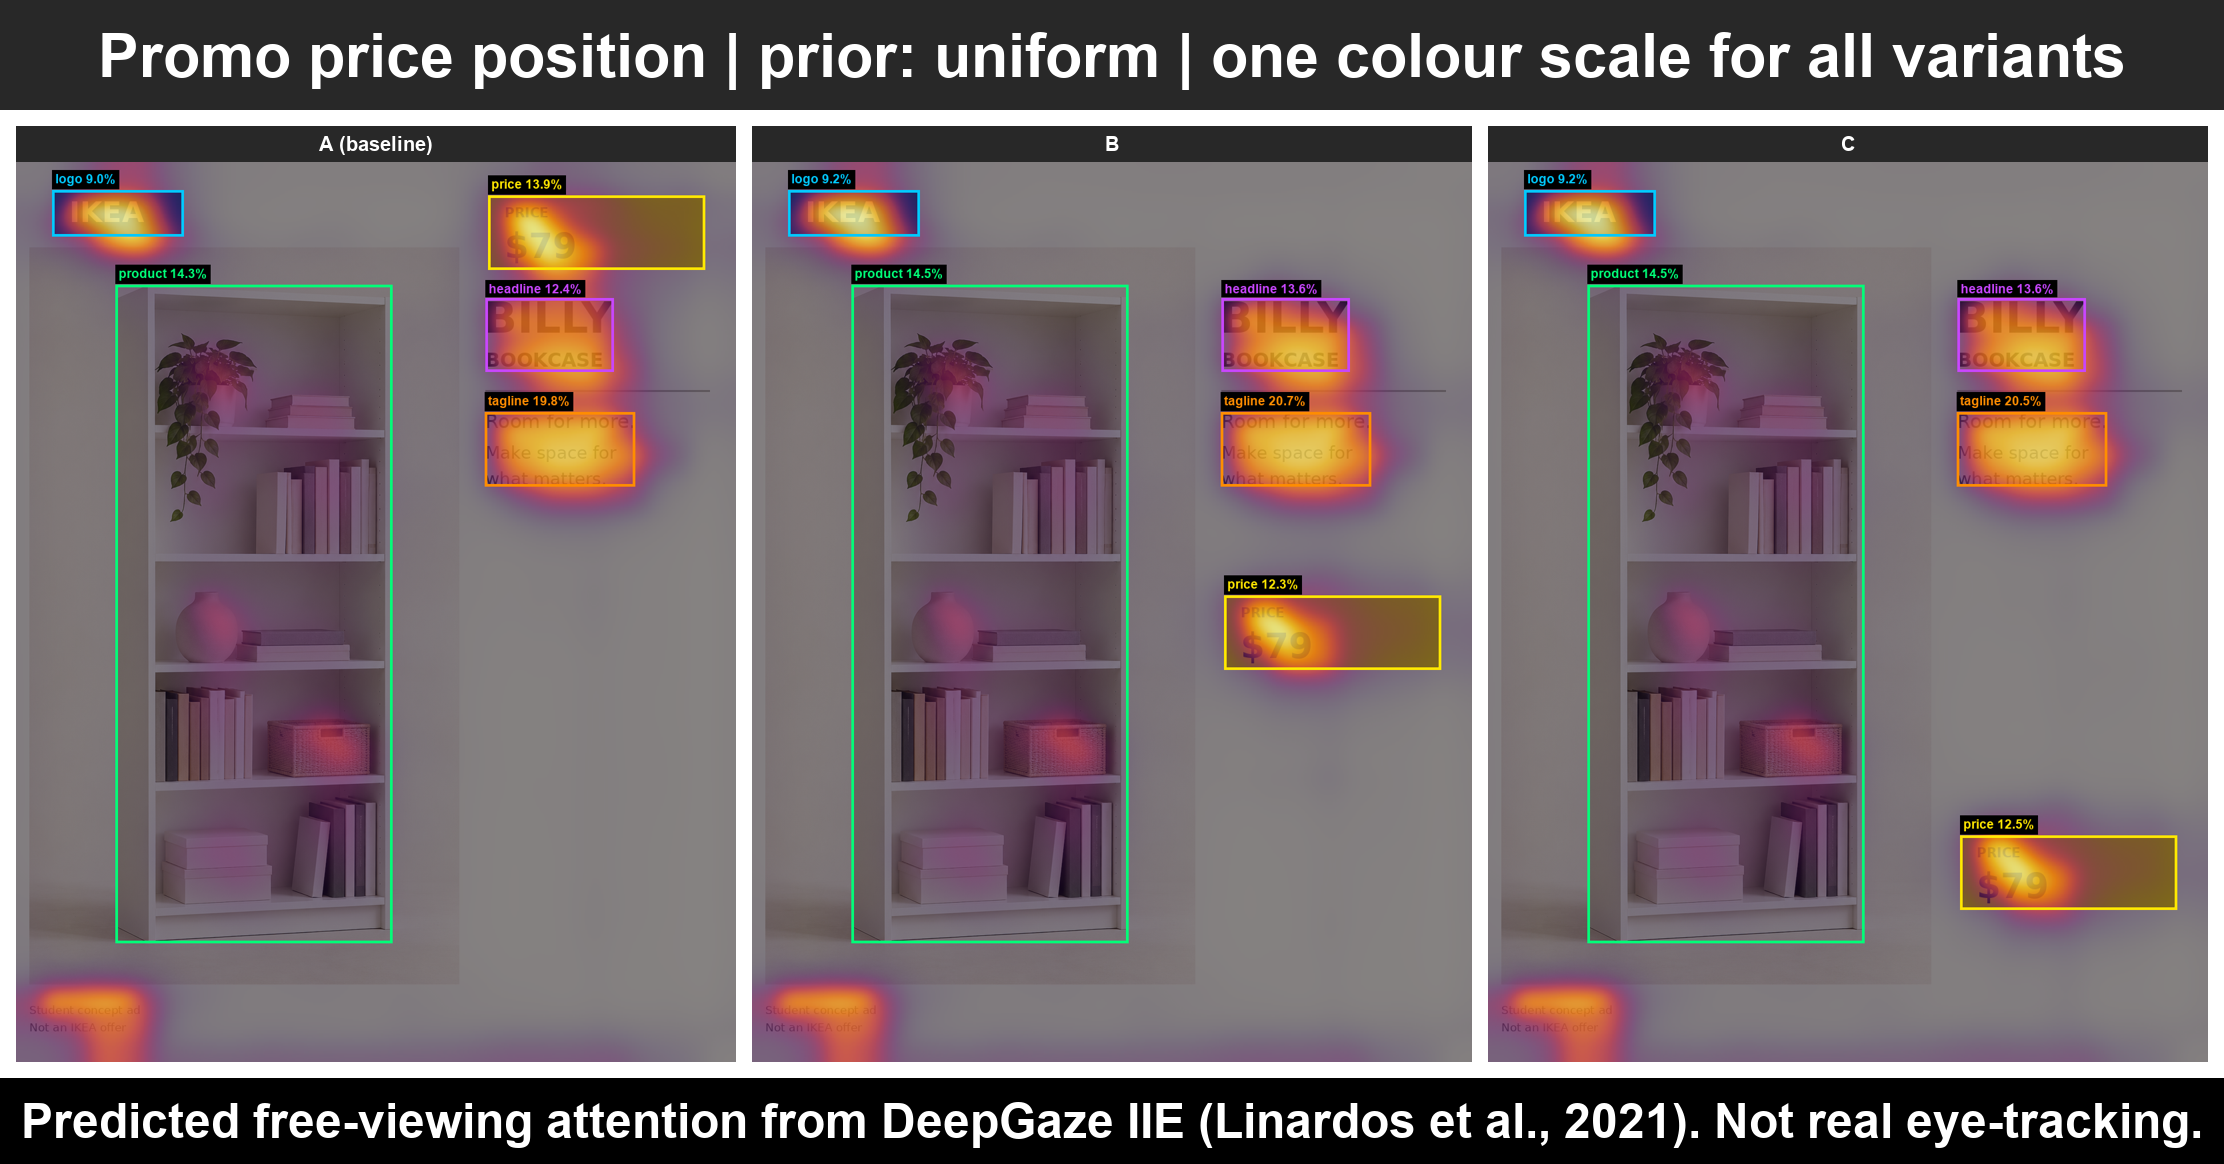 Promo price position | prior: uniform | one colour scale for all variants
A (baseline)
logo 9.0%
IKEA
price 13.9%
PRICE
$79
product 14.3%
headline 12.4%
BILLY
BOOKCASE
tagline 19.8%
Room for more.
Make space for
what matters.
Student concept ad
Not an IKEA offer
B
logo 9.2%
IKEA
product 14.5%
headline 13.6%
BILLY
BOOKCASE
tagline 20.7%
Room for more.
Make space for
what matters.
price 12.3%
PRICE
$79
Student concept ad
Not an IKEA offer
C
logo 9.2%
IKEA
product 14.5%
headline 13.6%
BILLY
BOOKCASE
tagline 20.5%
Room for more.
Make space for
what matters.
price 12.5%
PRICE
$79
Student concept ad
Not an IKEA offer
Predicted free-viewing attention from DeepGaze IIE (Linardos et al., 2021). Not real eye-tracking.